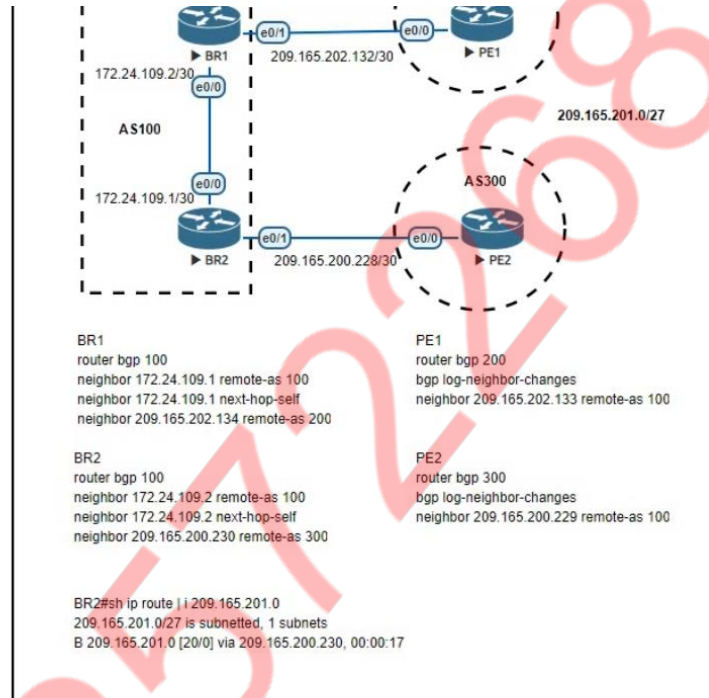 e0/1
209.165.202.132/30
e0/0
BR1
PE1
172.24.109.2/30
e0/0
209.165.201.0/27
AS100
AS300
e0/0
172.24.109.1/30
e0/1
e0/0
BR2
209.165.200.228/30
PE2
BR1
router bgp 100
neighbor 172.24.109.1 remote-as 100
neighbor 172.24.109.1 next-hop-self
neighbor 209.165.202.134 remote-as 200
PE1
router bgp 200
bgp log-neighbor-changes
neighbor 209.165.202.133 remote-as 100
BR2
router bgp 100
neighbor 172.24.109.2 remote-as 100
neighbor 172.24.109.2 next-hop-self
neighbor 209.165.200.230 remote-as 300
PE2
router bgp 300
bgp log-neighbor-changes
neighbor 209.165.200.229 remote-as 100
BR2#sh ip route | i 209.165.201.0
209.165.201.0/27 is subnetted, 1 subnets
B 209.165.201.0 [20/0] via 209.165.200.230, 00:00:17
9572268